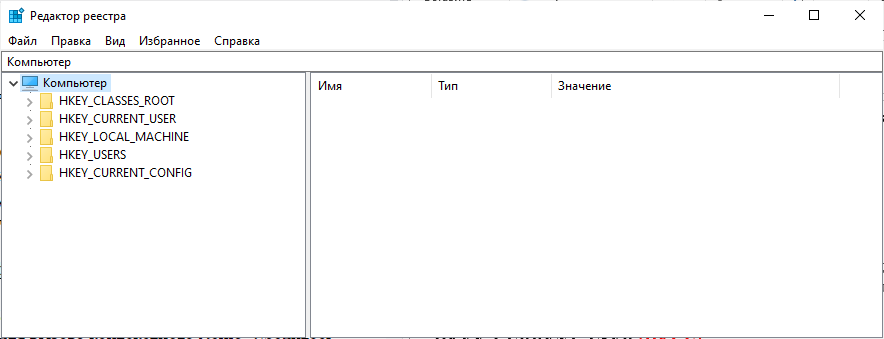 Редактор реестра
Файл Правка Вид Избранное Справка
Компьютер
Компьютер
HKEY_CLASSES_ROOT
HKEY_CURRENT_USER
HKEY_LOCAL_MACHINE
HKEY_USERS
HKEY_CURRENT_CONFIG
Имя Тип Значение